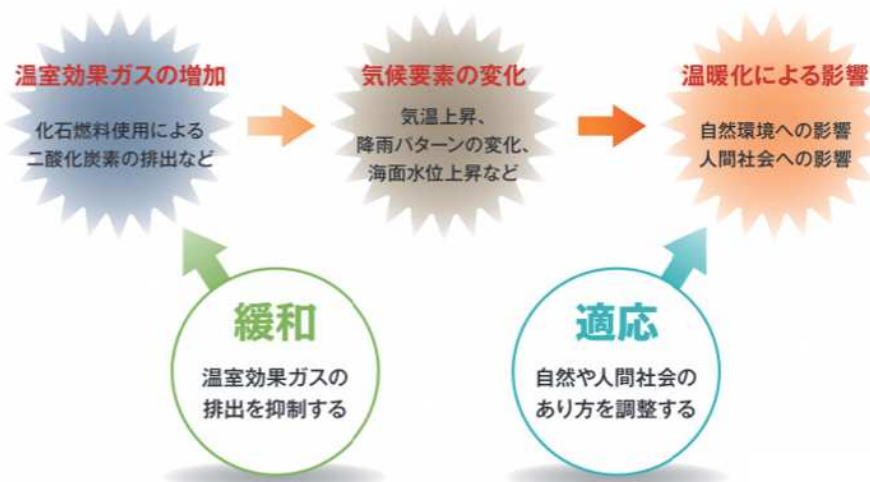 温室効果ガスの増加
化石燃料使用による
二酸化炭素の排出など
気候要素の変化
気温上昇、
降雨パターンの変化、
海面水位上昇など
温暖化による影響
自然環境への影響
人間社会への影響
緩和
温室効果ガスの
排出を抑制する
適応
自然や人間社会の
あり方を調整する